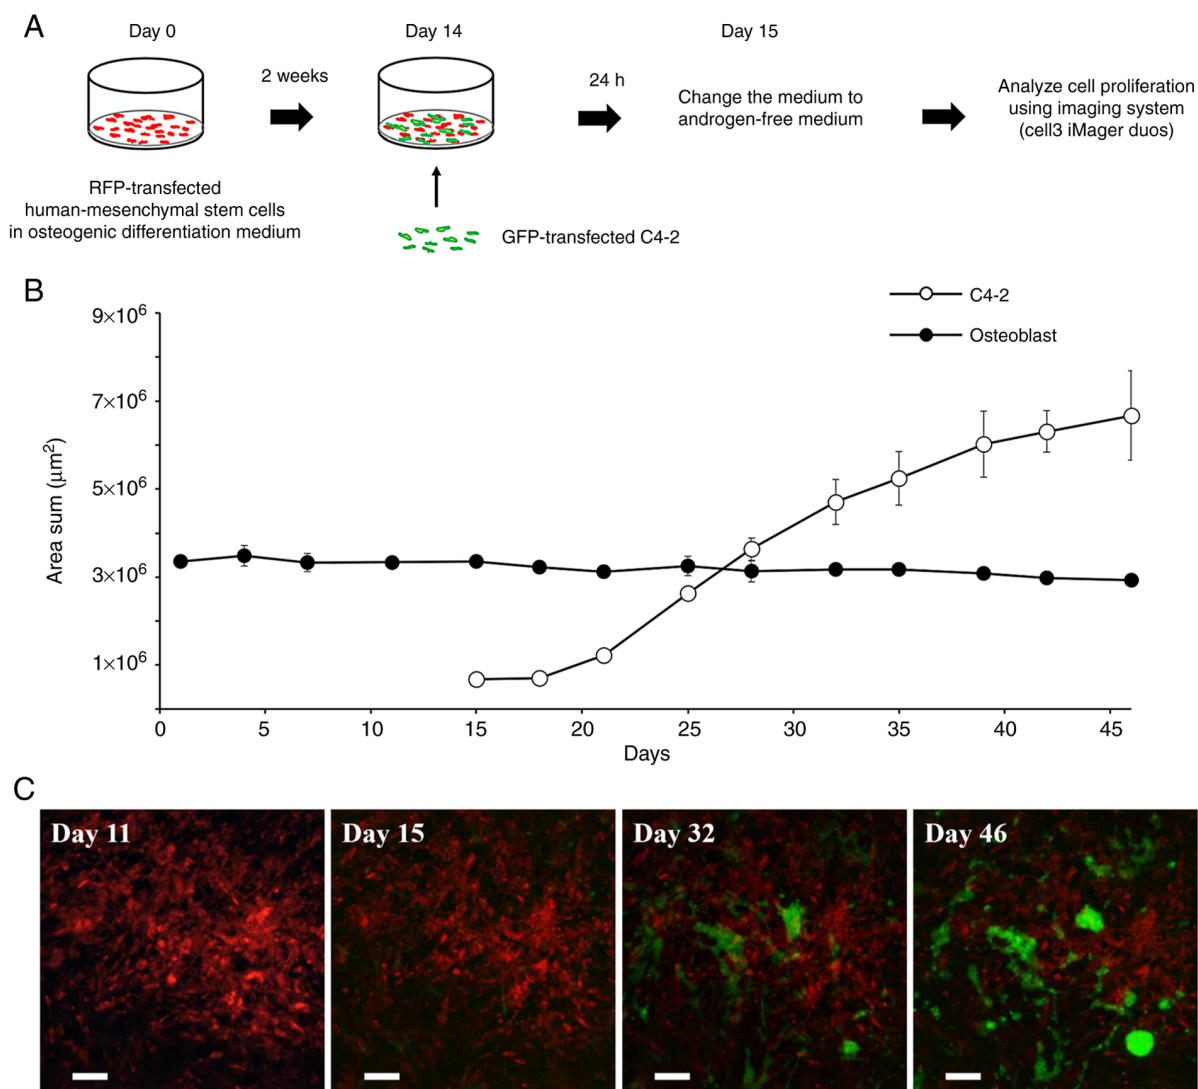 A
Day 0
Day 14
Day 15
2 weeks
24 h
Change the medium to
androgen-free medium
Analyze cell proliferation
using imaging system
(cell3 iMager duos)
RFP-transfected
human-mesenchymal stem cells
in osteogenic differentiation medium
GFP-transfected C4-2
B
C4-2
Osteoblast
9×10⁶
7×10⁶
5×10⁶
3×10⁶
1×10⁶
Area sum (μm²)
0 5 10 15 20 25 30 35 40 45
Days
C
Day 11
Day 15
Day 32
Day 46